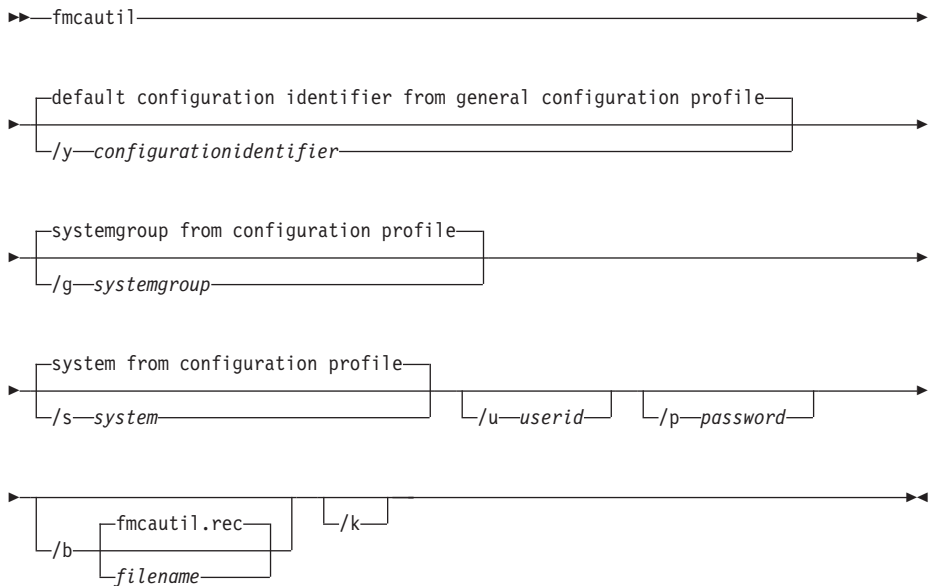 fmcautil
default configuration identifier from general configuration profile
/y configurationidentifier
systemgroup from configuration profile
/g systemgroup
system from configuration profile
/s system /u userid /p password
fmcautil.rec /k
/b
filename